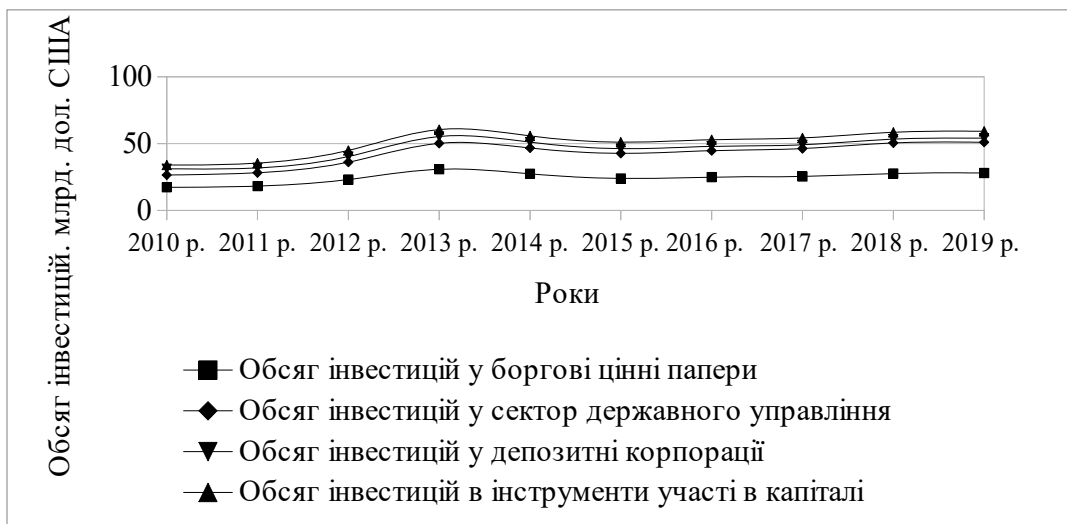 Обсяг інвестицій. млрд. дол. США
100
50
0
2010 р. 2011 р. 2012 р. 2013 р. 2014 р. 2015 р. 2016 р. 2017 р. 2018 р. 2019 р.
Роки
Обсяг інвестицій у боргові цінні папери
Обсяг інвестицій у сектор державного управління
Обсяг інвестицій у депозитні корпорації
Обсяг інвестицій в інструменти участі в капіталі